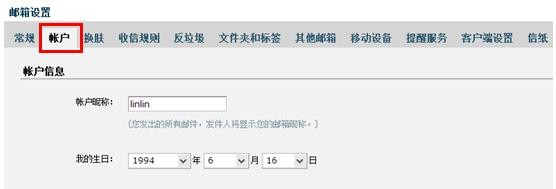 邮箱设置
常规 帐户 换肤 收信规则 反垃圾 文件夹和标签 其他邮箱 移动设备 提醒服务 客户端设置 信纸
帐户信息
帐户昵称： linlin
(您发出的所有邮件，发件人将显示您的邮箱昵称。)
我的生日： 1994 年 6 月 16 日